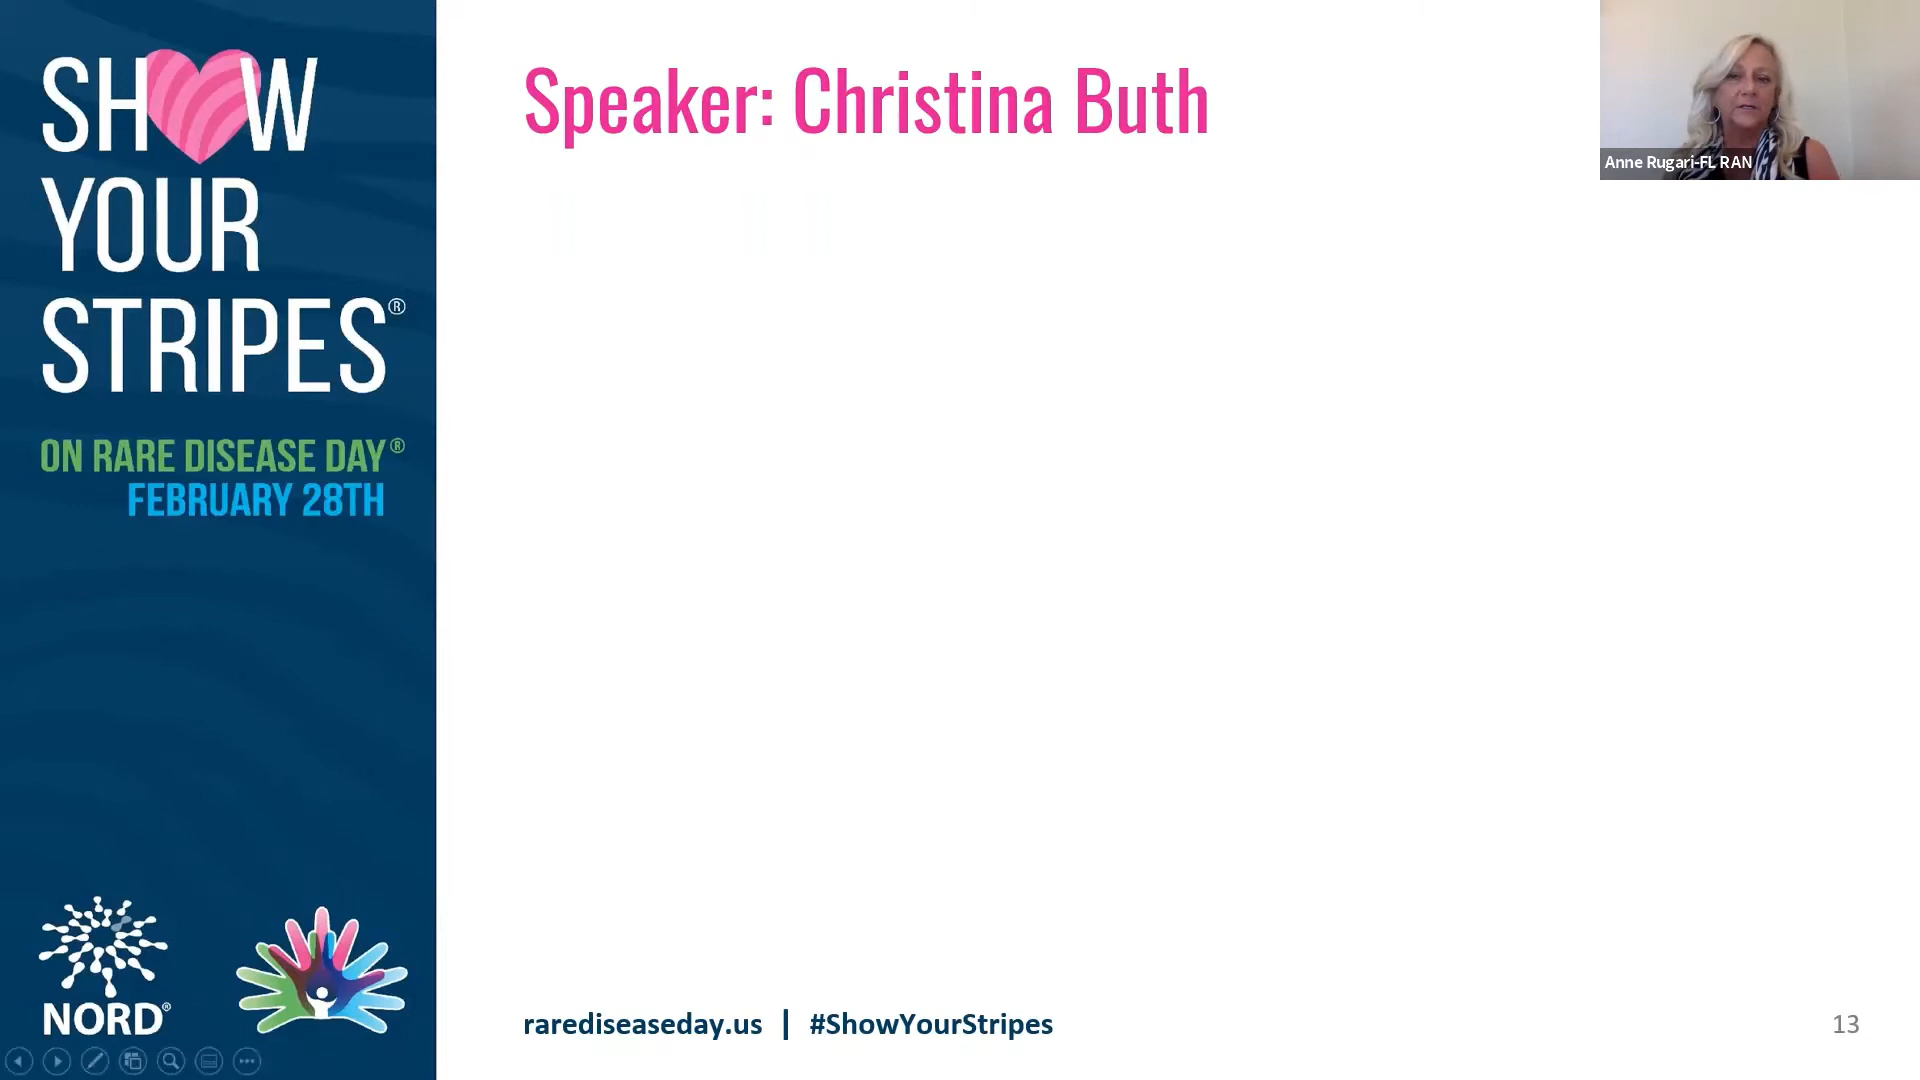 SHOW
YOUR
STRIPES®
ON RARE DISEASE DAY®
FEBRUARY 28TH
NORD®
Speaker: Christina Buth
Anne Rugari-FL RAN
rarediseaseday.us | #ShowYourStripes
13